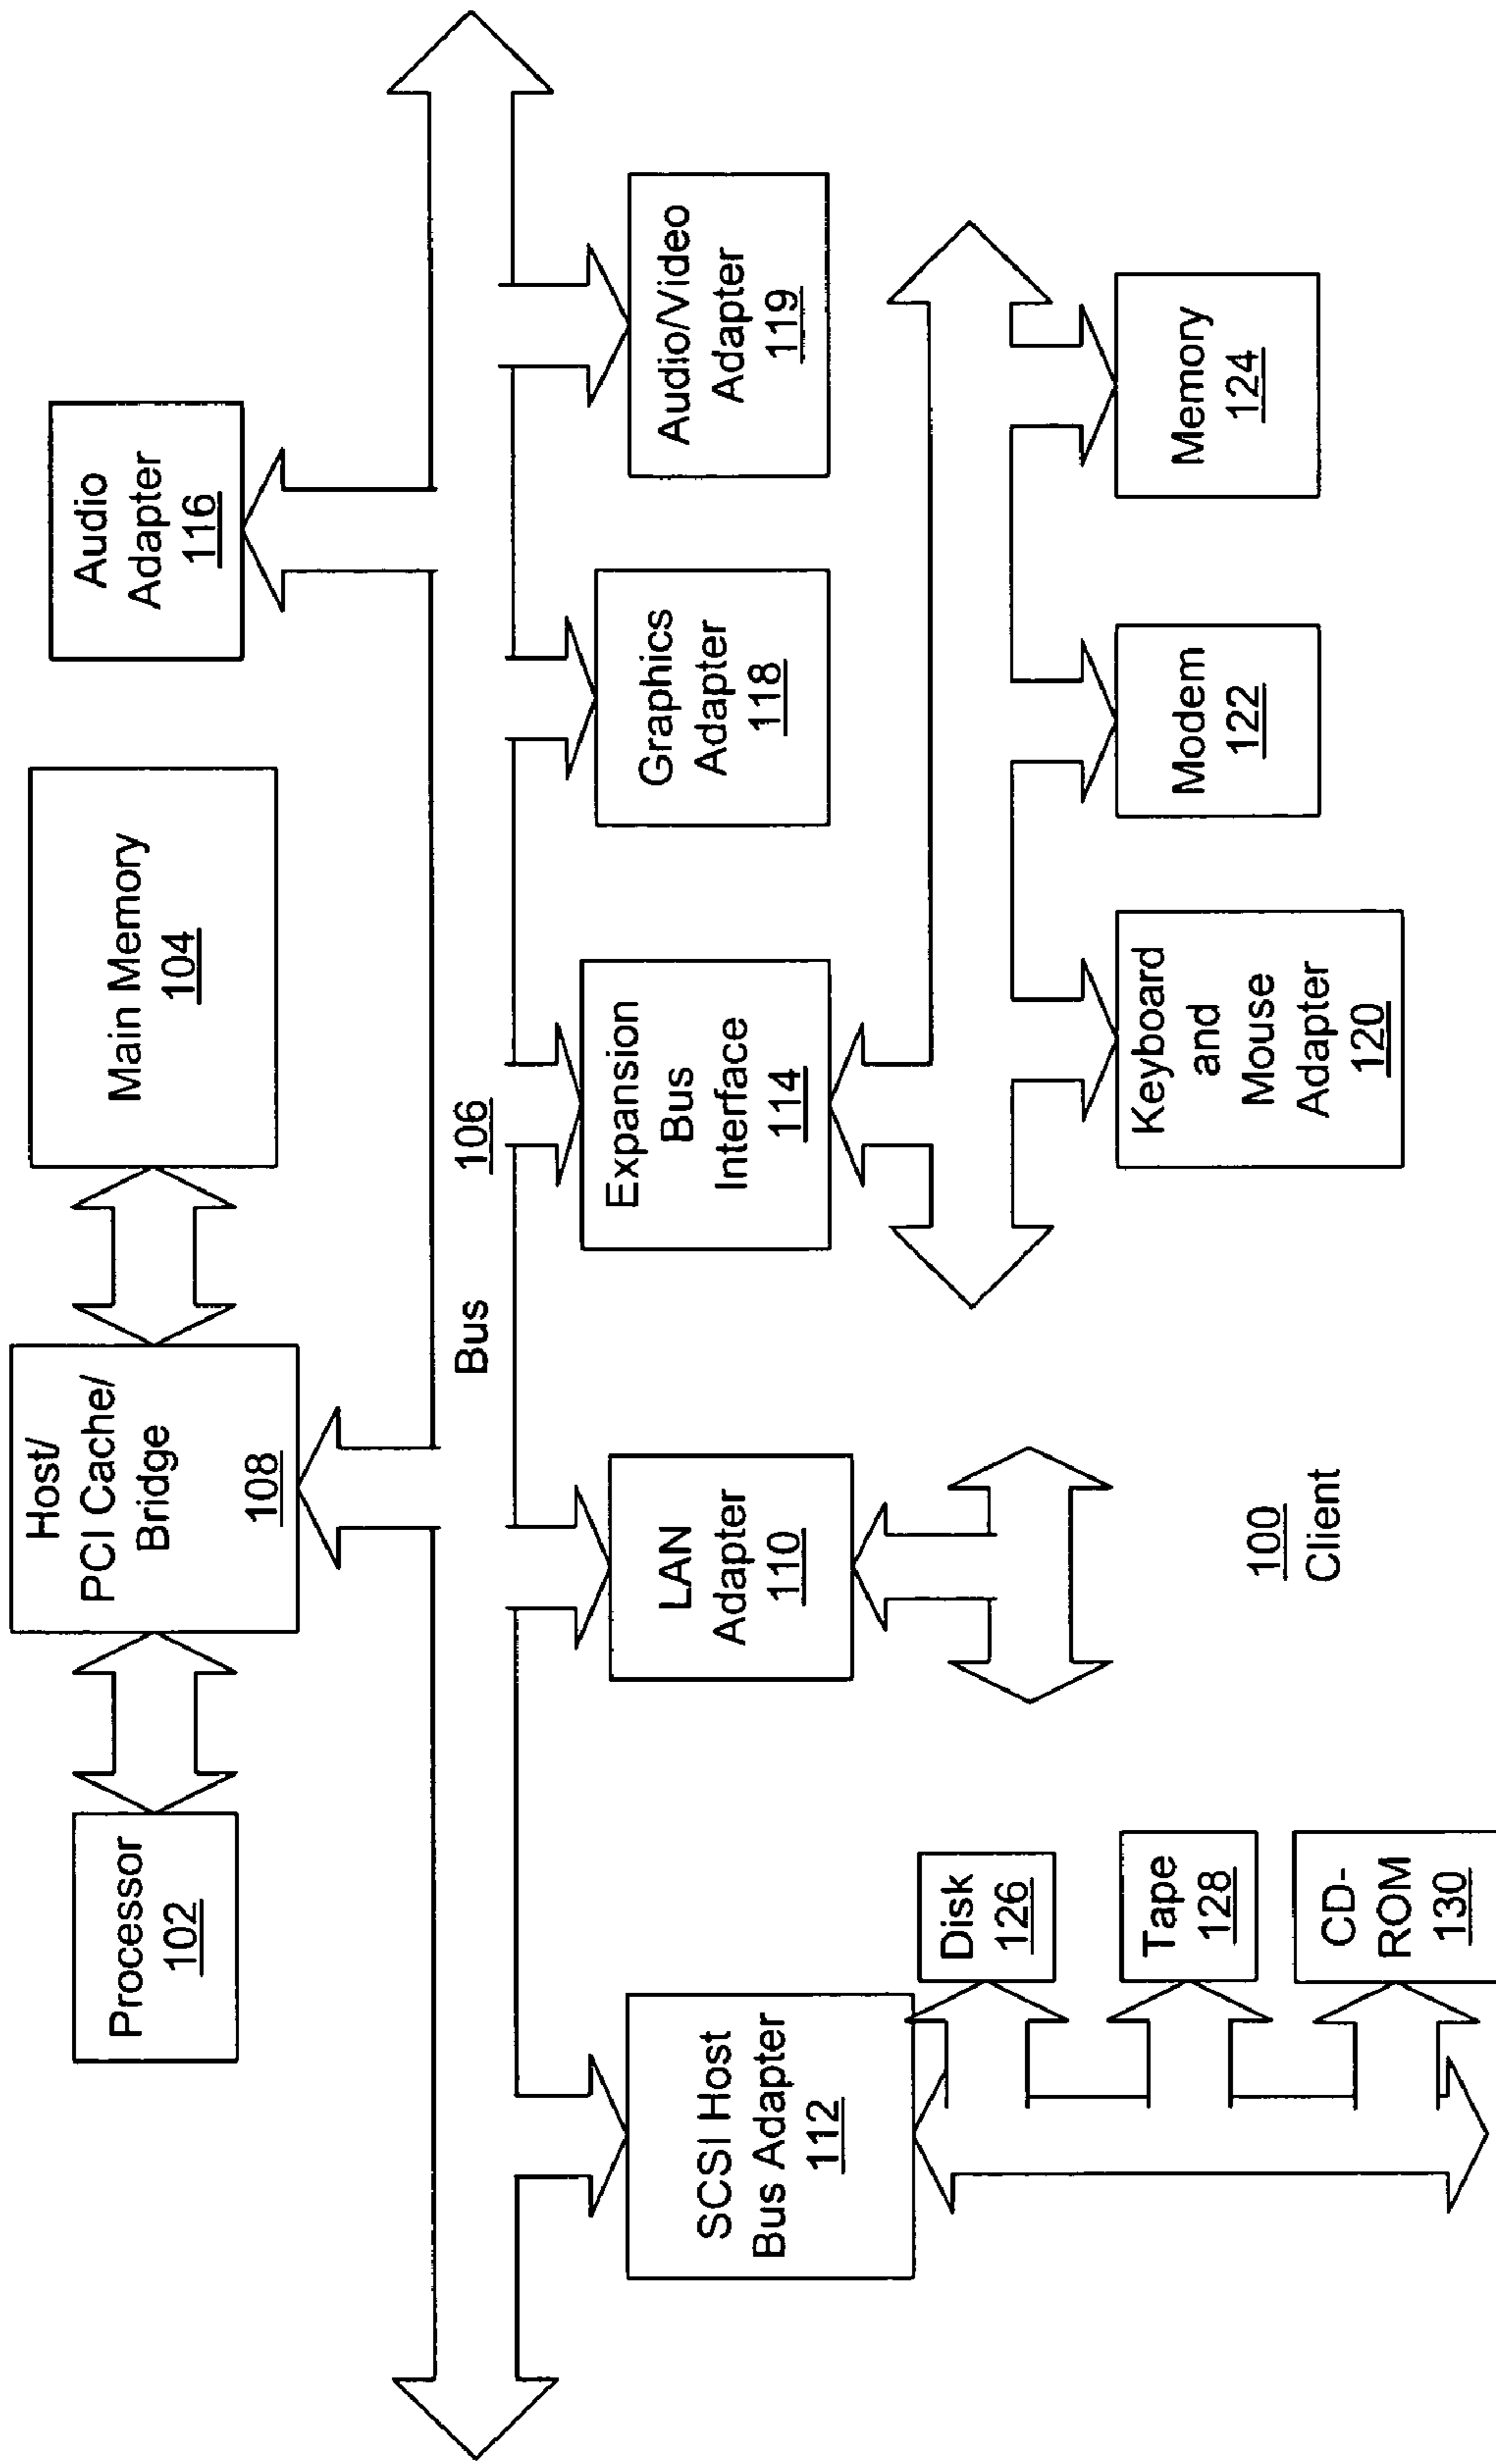 Processor
102
Host/
PCI Cache/
Bridge
108
Main Memory
104
Audio
Adapter
116
Bus
106
SCSI Host
Bus Adapter
112
LAN
Adapter
110
Expansion
Bus
Interface
114
Graphics
Adapter
118
Audio/Video
Adapter
119
Disk
126
Tape
128
CD-
ROM
130
100
Client
Keyboard
and
Mouse
Adapter
120
Modem
122
Memory
124